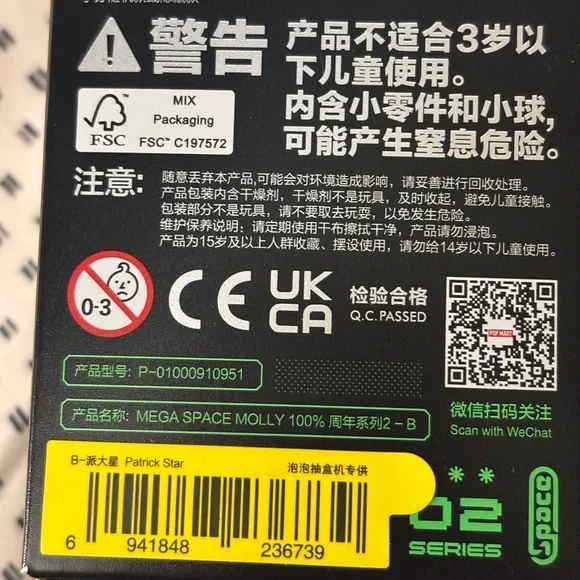 警告
产品不适合3岁以
下儿童使用。
内含小零件和小球,
可能产生窒息危险。
FSC
MIX
Packaging
FSC™ C197572
注意:
随意丢弃本产品,可能会对环境造成影响，请妥善进行回收处理。
产品包装内含干燥剂，干燥剂不是玩具，及时收起，避免儿童接触。
包装部分不是玩具，请不要取去玩耍，以免发生危险。
维护保养说明: 请定期使用干布擦拭干净，产品请勿浸泡。
产品为15岁及以上人群收藏、摆设使用，请勿给14岁以下儿童使用。
0-3
CE
UK
CA
检验合格
Q.C.PASSED
POP MART
产品型号: P-01000910951
微信扫码关注
Scan with WeChat
产品名称: MEGA SPACE MOLLY 100% 周年系列2 – B
B-派大星 Patrick Star
泡泡抽盒机专供
6 941848 236739
02
SERIES
space